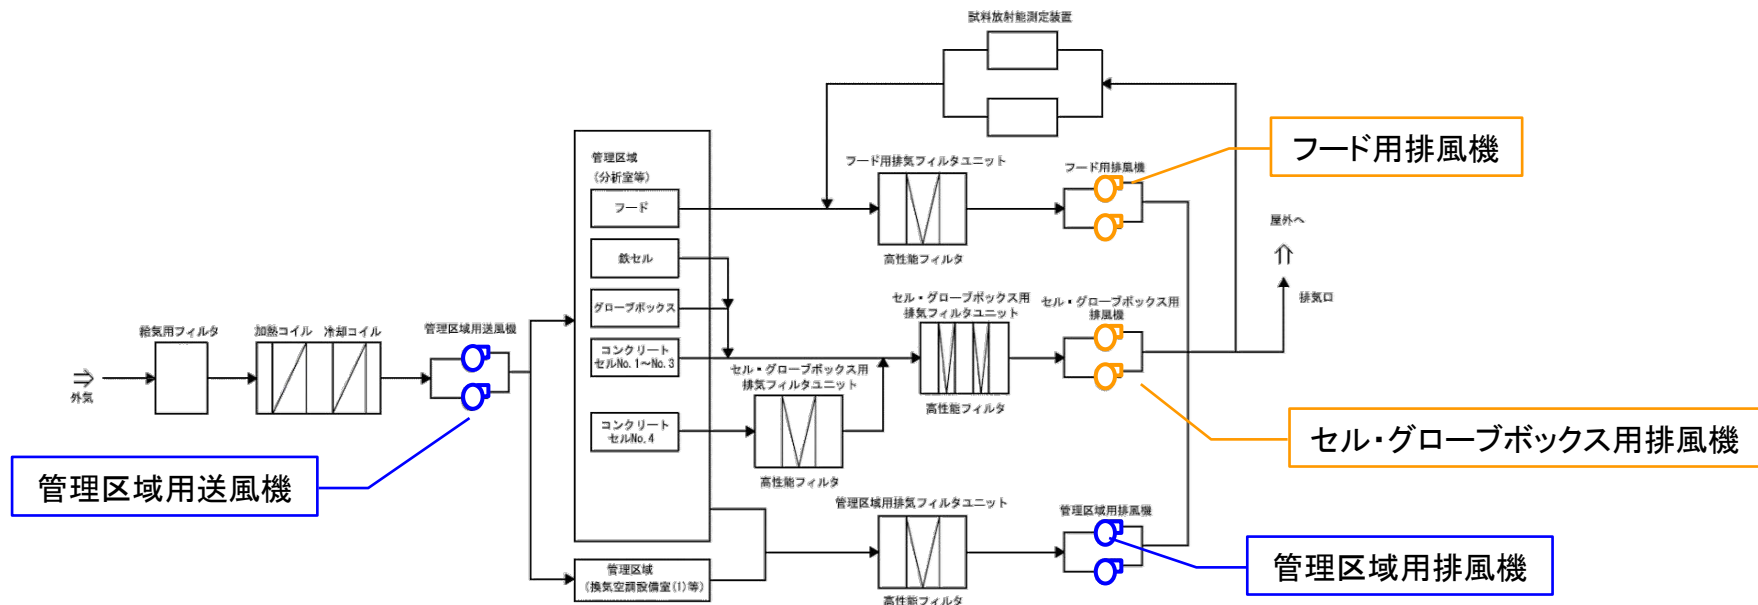 試料放射能測定装置
フード用排風機
管理区域
(分析室等)
フード用排気フィルタユニット
フード用排風機
フード
屋外へ
鉄セル
高性能フィルタ
グローブボックス
セル・グローブボックス用
排気フィルタユニット
セル・グローブボックス用
排風機
排気口
給気用フィルタ
加熱コイル
冷却コイル
管理区域用送風機
コンクリート
セルNo.1～No.3
外気
セル・グローブボックス用
排気フィルタユニット
高性能フィルタ
コンクリート
セルNo.4
セル・グローブボックス用排風機
管理区域用送風機
高性能フィルタ
管理区域用排気フィルタユニット
管理区域用排風機
管理区域用排風機
管理区域
(換気空調設備室(1)等)
高性能フィルタ